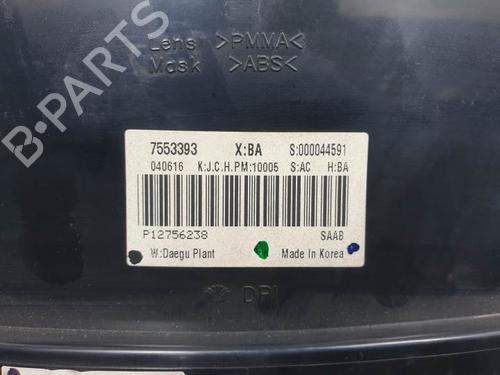 Lens >PMMA<
Mask >ABS<
B-PARTS
7553393 X:BA S:000044591
040616 K:J.C.H.PM:10005 S:AC H:BA
P12756238 SAAB
W:Daegu Plant Made In Korea
DPI